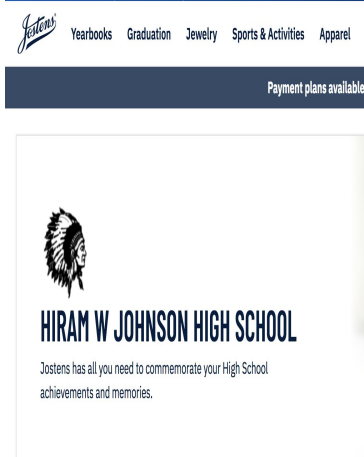 Jostens
Yearbooks Graduation Jewelry Sports & Activities Apparel
Payment plans available
HIRAM W JOHNSON HIGH SCHOOL
Jostens has all you need to commemorate your High School
achievements and memories.